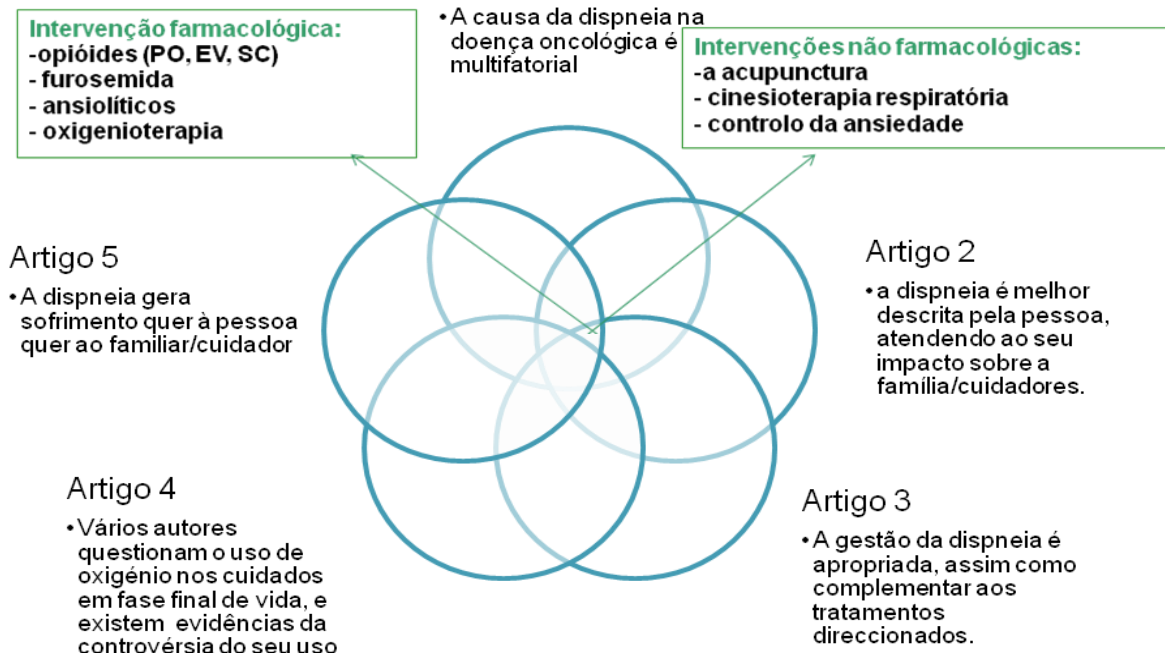 Intervenção farmacológica:
-opióides (PO, EV, SC)
- furosemida
- ansiolíticos
- oxigenioterapia
•A causa da dispneia na
doença oncológica é
multifatorial
Intervenções não farmacológicas:
-a acupunctura
- cinesioterapia respiratória
- controlo da ansiedade
Artigo 5
•A dispneia gera
sofrimento quer à pessoa
quer ao familiar/cuidador
Artigo 2
•a dispneia é melhor
descrita pela pessoa,
atendendo ao seu
impacto sobre a
família/cuidadores.
Artigo 4
•Vários autores
questionam o uso de
oxigénio nos cuidados
em fase final de vida, e
existem evidências da
controvérsia do seu uso
Artigo 3
•A gestão da dispneia é
apropriada, assim como
complementar aos
tratamentos
direccionados.